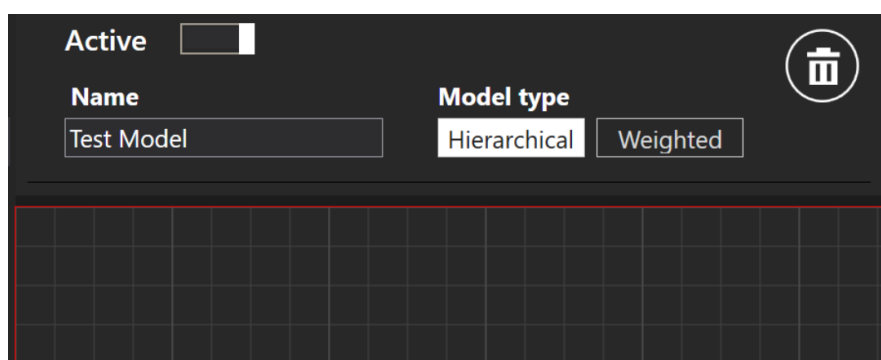 Active
Name
Model type
Test Model
Hierarchical
Weighted